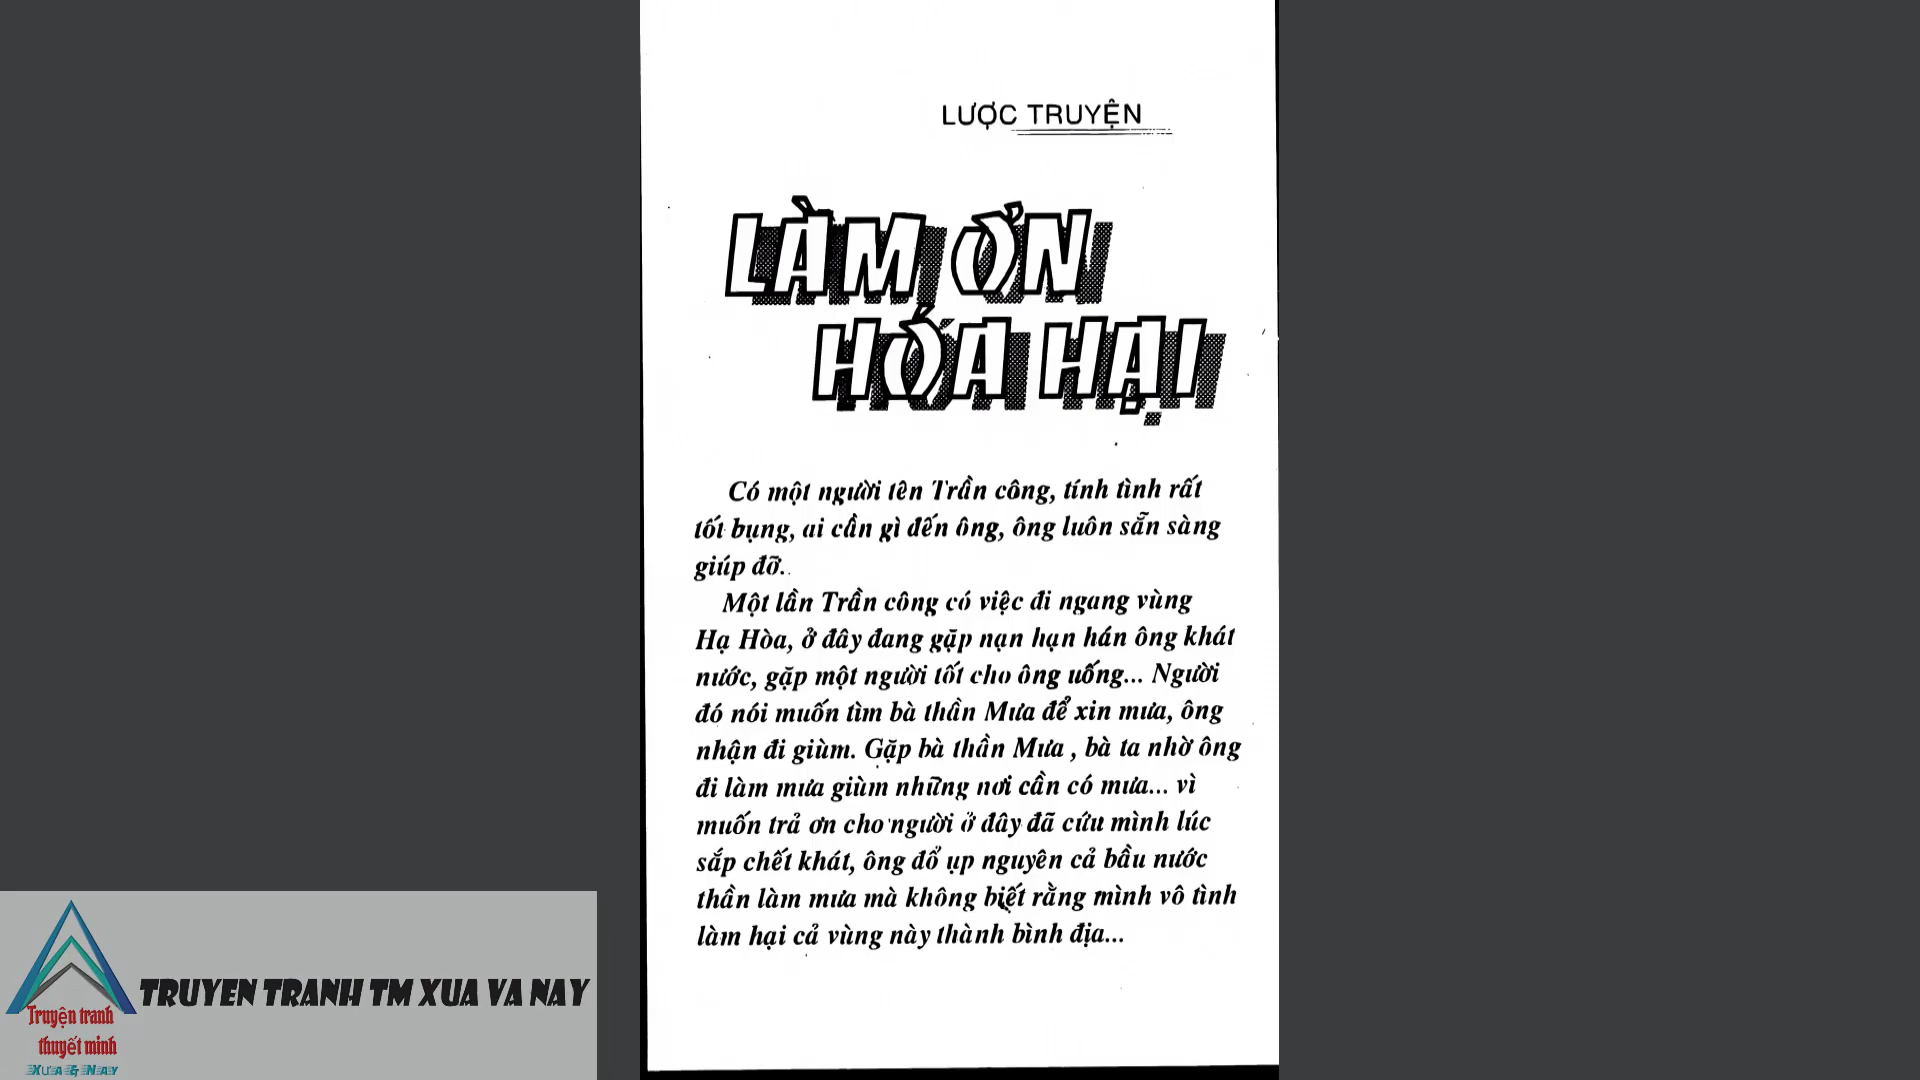 LƯỢC TRUYỆN
LÀM ƠN
HÓA HẠI
Có một người tên Trần công, tính tình rất
tốt bụng, ai cần gì đến ông, ông luôn sẵn sàng
giúp đỡ..
Một lần Trần công có việc đi ngang vùng
Hạ Hòa, ở đây đang gặp nạn hạn hán ông khát
nước, gặp một người tốt cho ông uống... Người
đó nói muốn tìm bà thần Mưa để xin mưa, ông
nhận đi giùm. Gặp bà thần Mưa , bà ta nhờ ông
đi làm mưa giùm những nơi cần có mưa... vì
muốn trả ơn cho người ở đây đã cứu mình lúc
sắp chết khát, ông đổ ụp nguyên cả bầu nước
thần làm mưa mà không biết rằng mình vô tình
làm hại cả vùng này thành bình địa...
TRUYEN TRANH TM XUA VA NAY
Truyện tranh
thuyết minh
Xưa & Nay